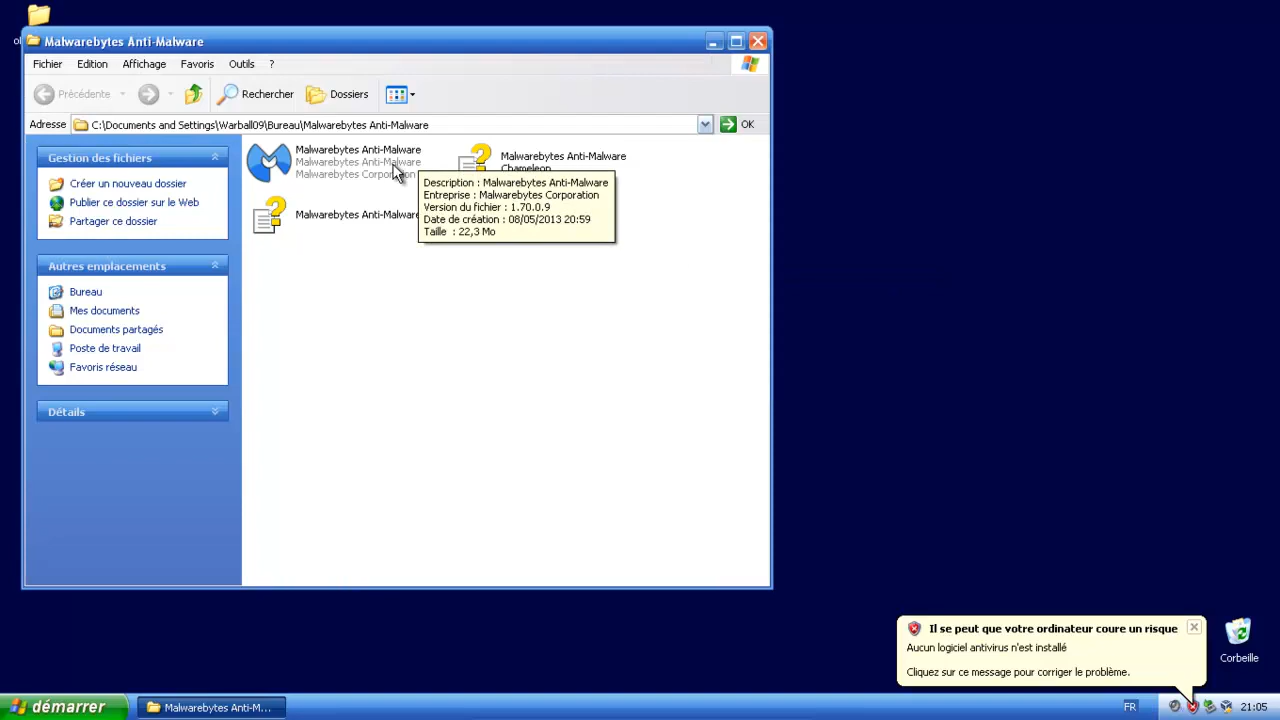 Malwarebytes Anti-Malware
Fichier Edition Affichage Favoris Outils ?
Précédente Rechercher Dossiers
Adresse C:\Documents and Settings\Warball09\Bureau\Malwarebytes Anti-Malware OK
Gestion des fichiers
Créer un nouveau dossier
Publier ce dossier sur le Web
Partager ce dossier
Autres emplacements
Bureau
Mes documents
Documents partagés
Poste de travail
Favoris réseau
Détails
Malwarebytes Anti-Malware
Malwarebytes Anti-Malware
Malwarebytes Corporation
Malwarebytes Anti-Malware
Chameleon
Malwarebytes Anti-Malware
Description : Malwarebytes Anti-Malware
Entreprise : Malwarebytes Corporation
Version du fichier : 1.70.0.9
Date de création : 08/05/2013 20:59
Taille : 22,3 Mo
Il se peut que votre ordinateur coure un risque
Aucun logiciel antivirus n'est installé
Cliquez sur ce message pour corriger le problème.
Corbeille
démarrer Malwarebytes Anti-M... FR 21:05